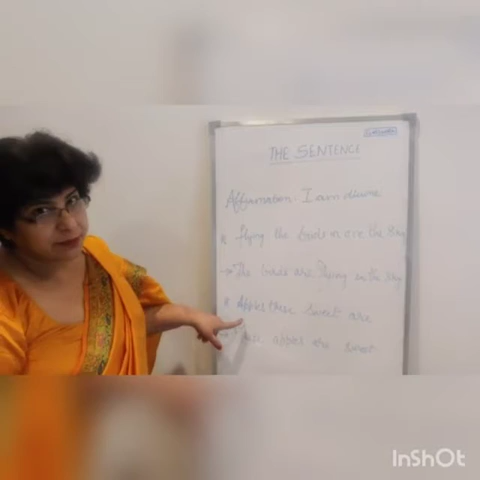 THE SENTENCE
Affirmation: I am divine
flying the birds are the sky
→ The birds are flying in the sky
Apples these sweet are
apples are sweet
InShOt